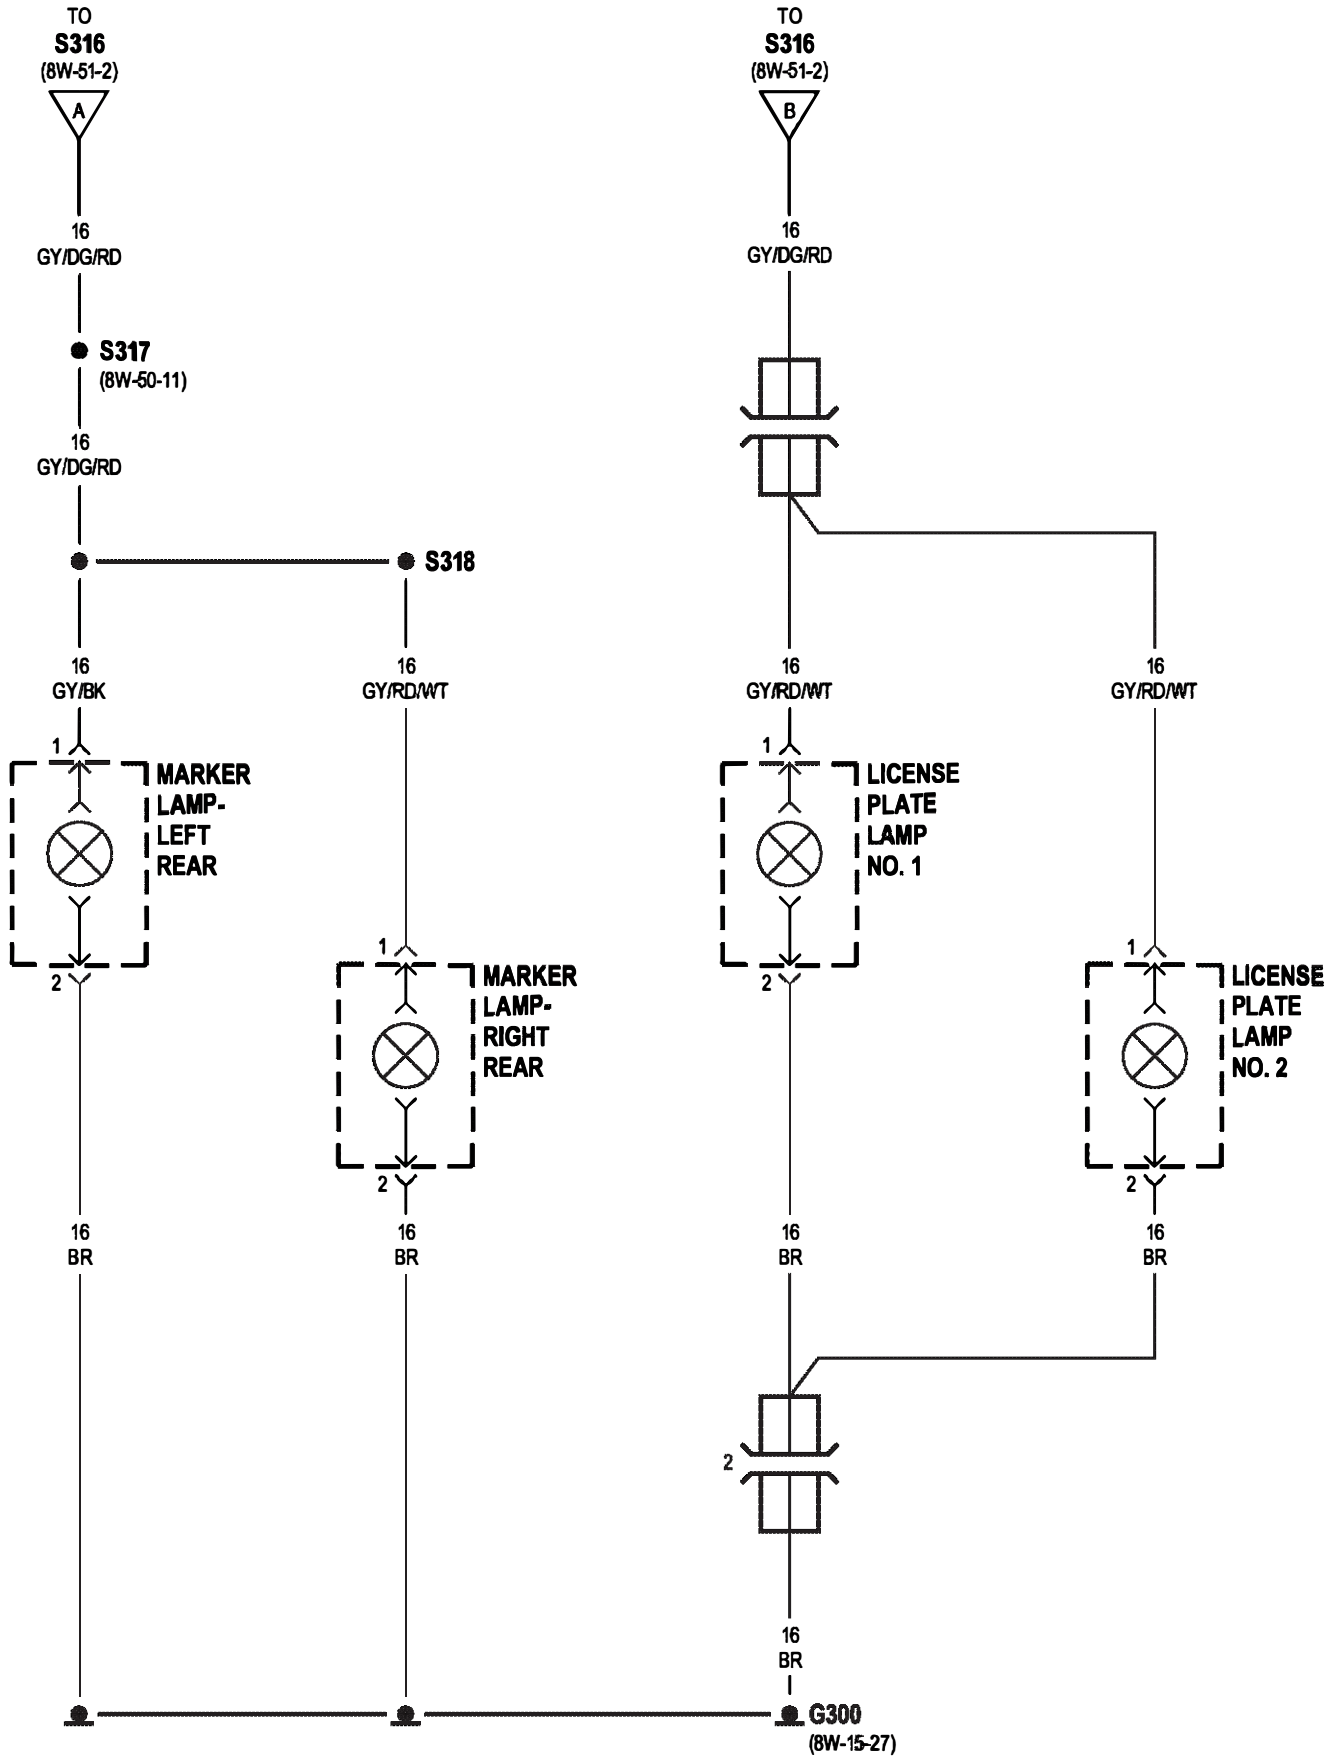 TO
S316
(8W-51-2)
A
16
GY/DG/RD
S317
(8W-50-11)
16
GY/DG/RD
S318
16
GY/BK
16
GY/RD/WT
1
MARKER
LAMP-
LEFT
REAR
2
1
MARKER
LAMP-
RIGHT
REAR
2
16
BR
16
BR
TO
S316
(8W-51-2)
B
16
GY/DG/RD
16
GY/RD/WT
16
GY/RD/WT
1
LICENSE
PLATE
LAMP
NO. 1
2
1
LICENSE
PLATE
LAMP
NO. 2
2
16
BR
16
BR
2
16
BR
G300
(8W-15-27)